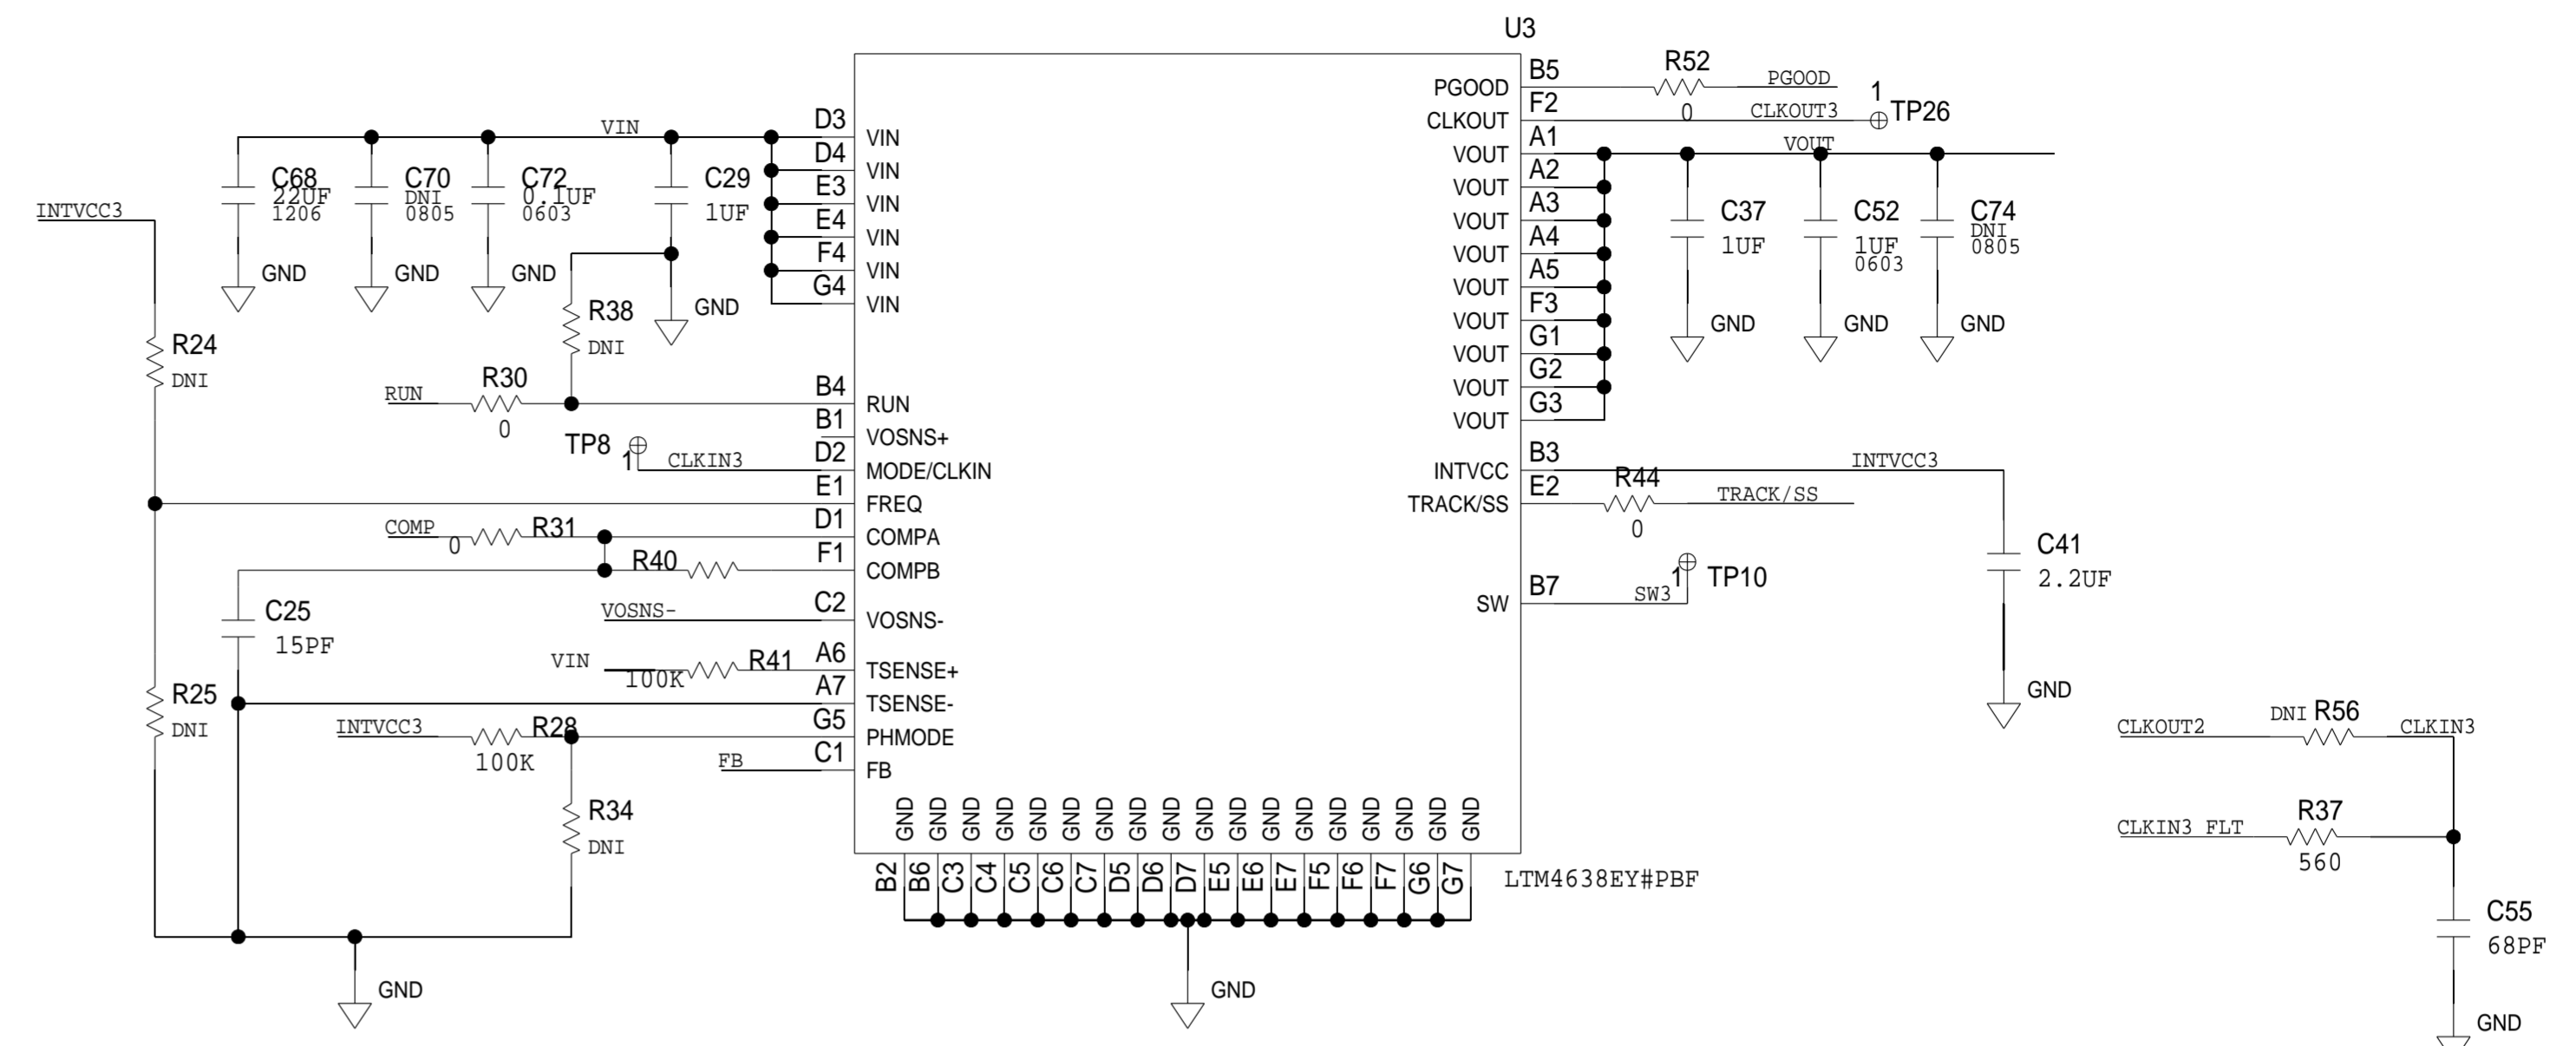 U3
B5
R52
PGOOD
PGOOD
F2
0
CLKOUT3
1
TP26
CLKOUT
A1
VOUT
VOUT
A2
VOUT
A3
VOUT
A4
VOUT
A5
VOUT
F3
VOUT
G1
VOUT
G2
VOUT
G3
VOUT
C37
1UF
GND
C52
1UF
0603
GND
C74
DNI
0805
GND
VIN
D3
VIN
D4
VIN
E3
VIN
E4
VIN
F4
VIN
G4
VIN
C68
22UF
1206
GND
C70
DNI
0805
GND
C72
0.1UF
0603
GND
C29
1UF
GND
INTVCC3
R24
DNI
R38
DNI
RUN
R30
0
B4
RUN
B1
VOSNS+
TP8
1
CLKIN3
D2
MODE/CLKIN
E1
FREQ
COMP
0
R31
D1
COMPA
R40
F1
COMPB
C25
15PF
VOSNS-
C2
VOSNS-
VIN
100K
R41
A6
TSENSE+
A7
TSENSE-
R25
DNI
INTVCC3
R28
100K
G5
PHMODE
FB
C1
FB
R34
DNI
GND
B3
INTVCC
INTVCC3
E2
TRACK/SS
R44
0
TRACK/SS
B7
SW
SW3
1
TP10
C41
2.2UF
GND
GND GND GND GND GND GND GND GND GND GND GND GND GND GND GND GND GND GND
B2 B6 C3 C4 C5 C6 C7 D5 D6 D7 E5 E6 E7 F5 F6 F7 G6 G7
LTM4638EY#PBF
GND
CLKOUT2
DNI
R56
CLKIN3
CLKIN3 FLT
R37
560
C55
68PF
GND